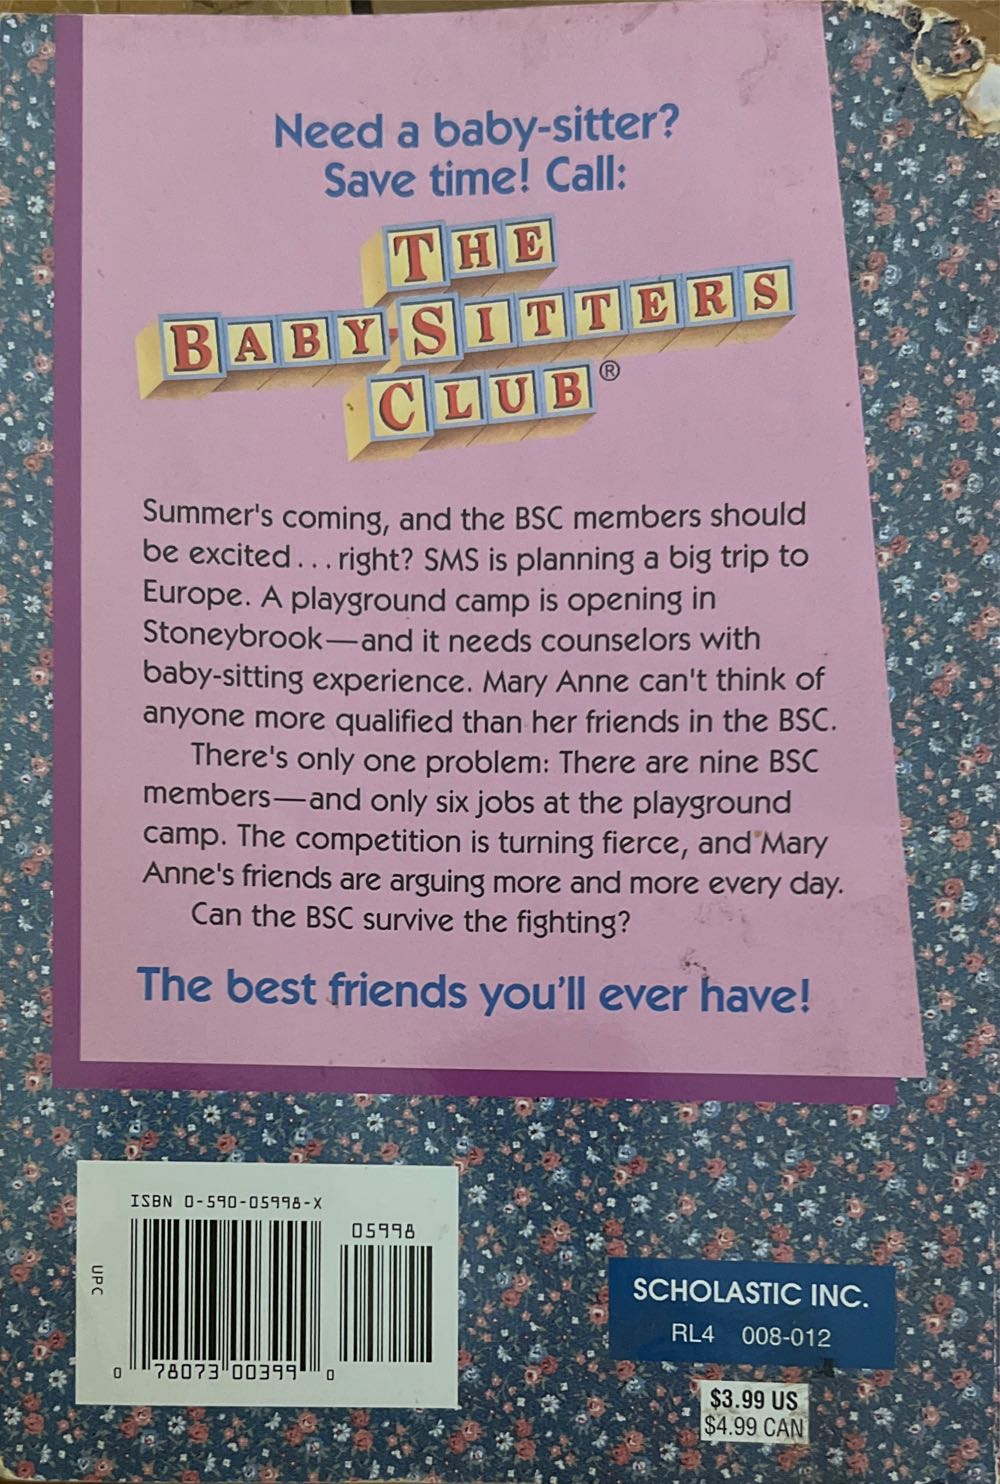 Need a baby-sitter?
Save time! Call:
THE
BABY-SITTERS
CLUB®
Summer's coming, and the BSC members should
be excited...right? SMS is planning a big trip to
Europe. A playground camp is opening in
Stoneybrook—and it needs counselors with
baby-sitting experience. Mary Anne can't think of
anyone more qualified than her friends in the BSC.
There's only one problem: There are nine BSC
members—and only six jobs at the playground
camp. The competition is turning fierce, and Mary
Anne's friends are arguing more and more every day.
Can the BSC survive the fighting?
The best friends you'll ever have!
ISBN 0-590-05998-X
05998
UPC
0 78073 00399 0
SCHOLASTIC INC.
RL4 008-012
$3.99 US
$4.99 CAN